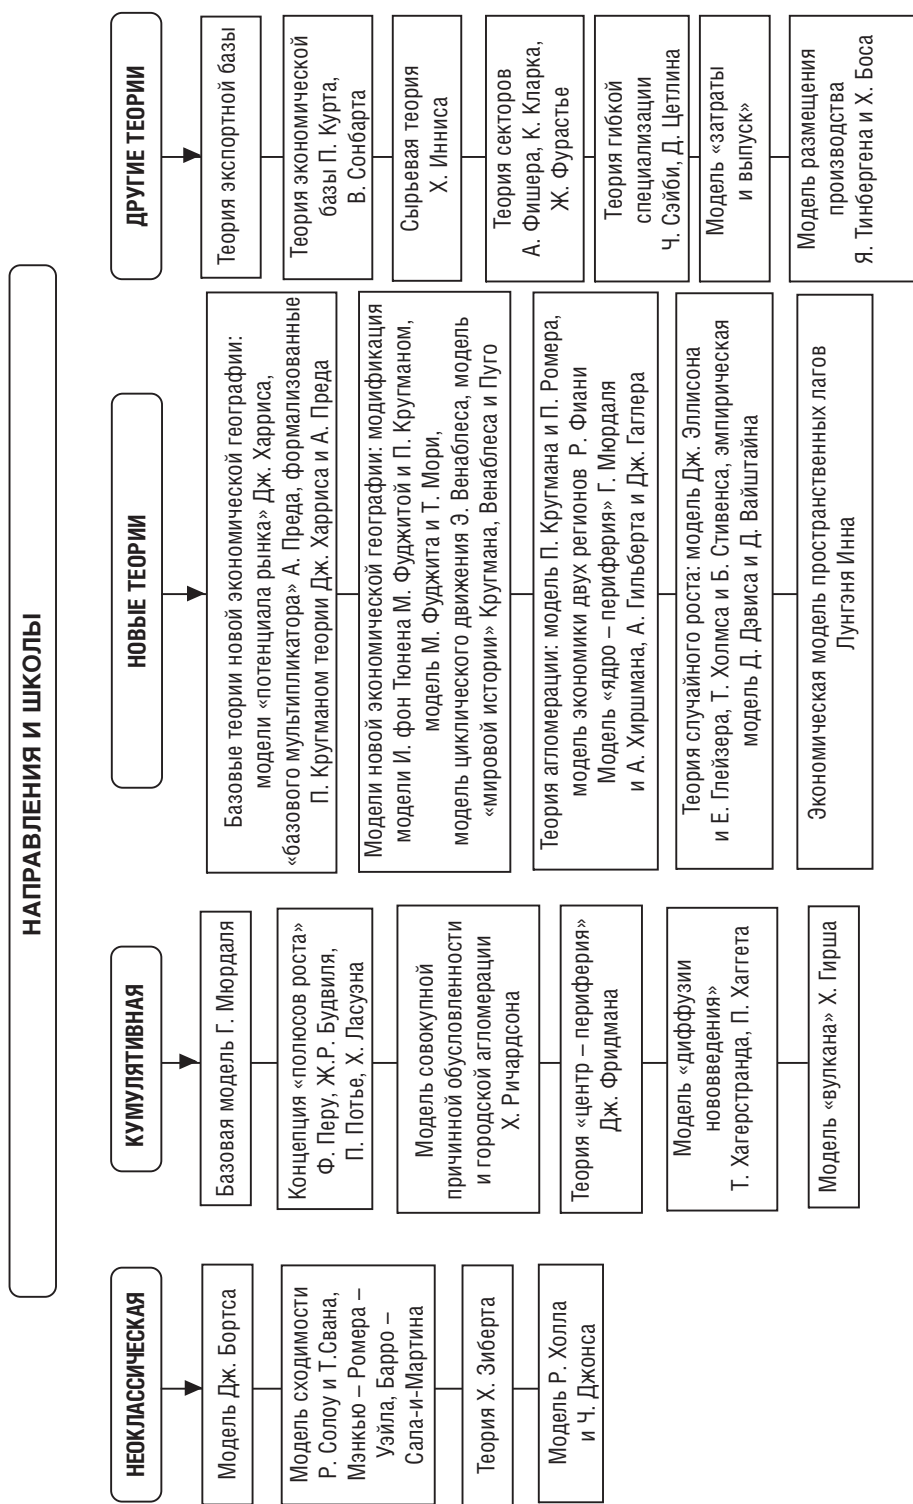 НАПРАВЛЕНИЯ И ШКОЛЫ
НЕОКЛАССИЧЕСКАЯ
Модель Дж. Бортса
Модель сходимости
Р. Солоу и Т.Свана,
Мэнкью – Ромера –
Уэйла, Барро –
Сала-и-Мартина
Теория Х. Зиберта
Модель Р. Холла
и Ч. Джонса
КУМУЛЯТИВНАЯ
Базовая модель Г. Мюрдаля
Концепция «полюсов роста»
Ф. Перу, Ж.Р. Будвиля,
П. Потье, Х. Ласуэна
Модель совокупной
причинной обусловленности
и городской агломерации
Х. Ричардсона
Теория «центр – периферия»
Дж. Фридмана
Модель «диффузии
нововведения»
Т. Хагерстранда, П. Хаггета
Модель «вулкана» Х. Гирша
НОВЫЕ ТЕОРИИ
Базовые теории новой экономической географии:
модели «потенциала рынка» Дж. Харриса,
«базового мультипликатора» А. Преда, формализованные
П. Кругманом теории Дж. Харриса и А. Преда
Модели новой экономической географии: модификация
модели И. фон Тюнена М. Фуджитой и П. Кругманом,
модель М. Фуджита и Т. Мори,
модель циклического движения Э. Венаблеса, модель
«мировой истории» Кругмана, Венаблеса и Пуго
Теория агломерации: модель П. Кругмана и П. Ромера,
модель экономики двух регионов Р. Фиани
Модель «ядро – периферия» Г. Мюрдаля
и А. Хиршмана, А. Гильберта и Дж. Гаглера
Теория случайного роста: модель Дж. Эллисона
и Е. Глейзера, Т. Холмса и Б. Стивенса, эмпирическая
модель Д. Дэвиса и Д. Вайштайна
Экономическая модель пространственных лагов
Лунгэня Инна
ДРУГИЕ ТЕОРИИ
Теория экспортной базы
Теория экономической
базы П. Курта,
В. Сонбарта
Сырьевая теория
Х. Инниса
Теория секторов
А. Фишера, К. Кларка,
Ж. Фурастье
Теория гибкой
специализации
Ч. Сэйби, Д. Цетлина
Модель «затраты
и выпуск»
Модель размещения
производства
Я. Тинбергена и Х. Боса